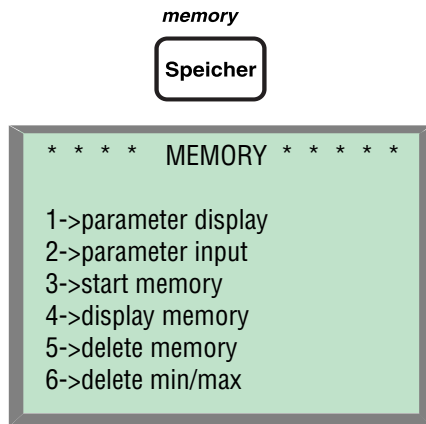 memory
Speicher
* * * * MEMORY * * * * *
1->parameter display
2->parameter input
3->start memory
4->display memory
5->delete memory
6->delete min/max